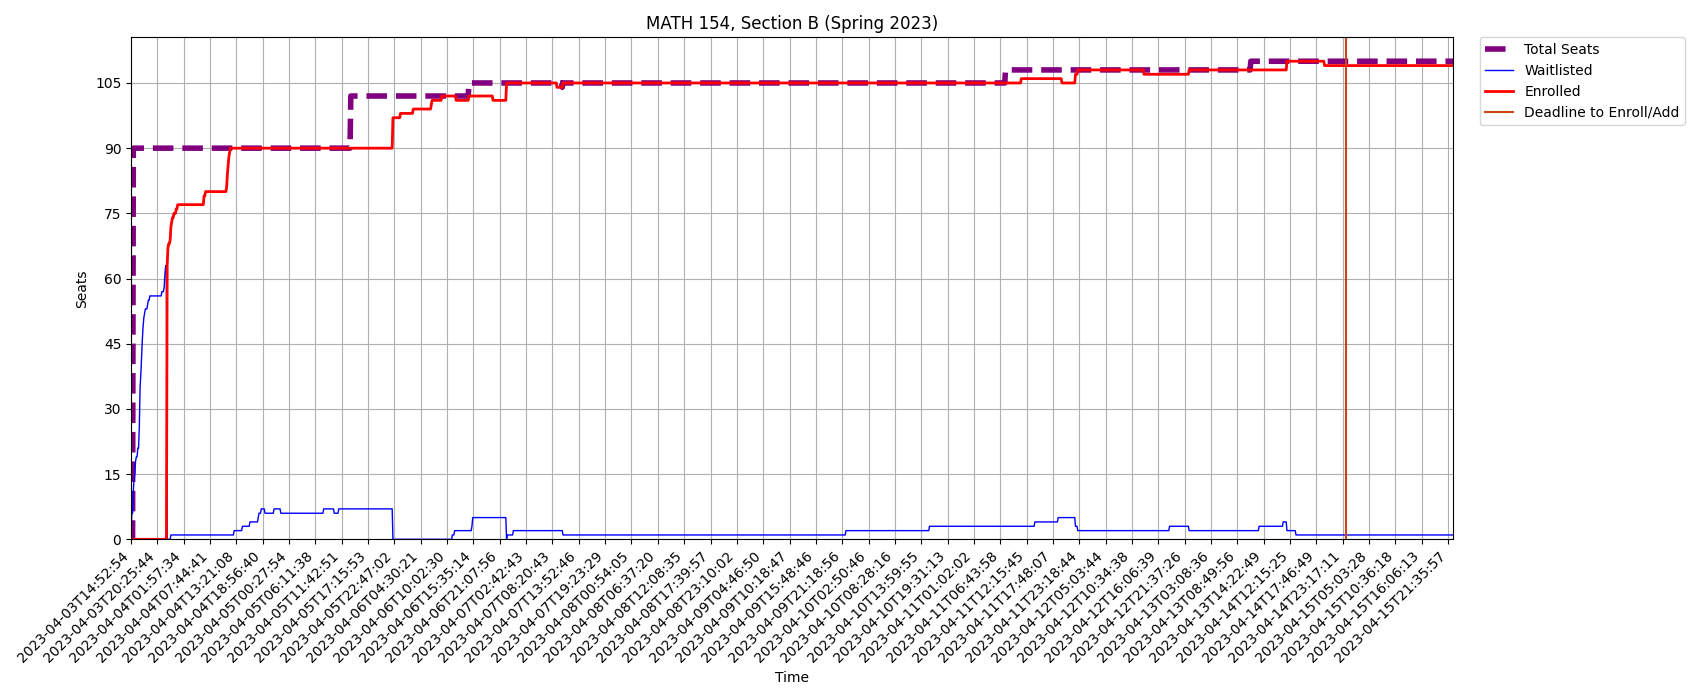 MATH 154, Section B (Spring 2023)
Total Seats
Waitlisted
Enrolled
Deadline to Enroll/Add
Seats
105
90
75
60
45
30
15
0
2023-04-03T14:52:54
2023-04-03T20:25:44
2023-04-04T01:57:34
2023-04-04T07:44:41
2023-04-04T13:21:08
2023-04-04T18:56:40
2023-04-05T00:27:54
2023-04-05T06:11:38
2023-04-05T11:42:51
2023-04-05T17:15:53
2023-04-05T22:47:02
2023-04-06T04:30:21
2023-04-06T10:02:30
2023-04-06T15:35:14
2023-04-06T21:07:56
2023-04-07T02:42:43
2023-04-07T08:20:43
2023-04-07T13:52:46
2023-04-07T19:23:29
2023-04-08T00:54:05
2023-04-08T06:37:20
2023-04-08T12:08:35
2023-04-08T17:39:57
2023-04-08T23:10:02
2023-04-09T04:46:50
2023-04-09T10:18:47
2023-04-09T15:48:46
2023-04-09T21:18:56
2023-04-10T02:50:46
2023-04-10T08:28:16
2023-04-10T13:59:55
2023-04-10T19:31:13
2023-04-11T01:02:02
2023-04-11T06:43:58
2023-04-11T12:15:45
2023-04-11T17:48:07
2023-04-11T23:18:44
2023-04-12T05:03:44
2023-04-12T10:34:38
2023-04-12T16:06:39
2023-04-12T21:37:26
2023-04-13T03:08:36
2023-04-13T08:49:56
2023-04-13T14:22:49
2023-04-14T12:15:25
2023-04-14T17:46:49
2023-04-14T23:17:11
2023-04-15T05:03:28
2023-04-15T10:36:18
2023-04-15T16:06:13
2023-04-15T21:35:57
Time